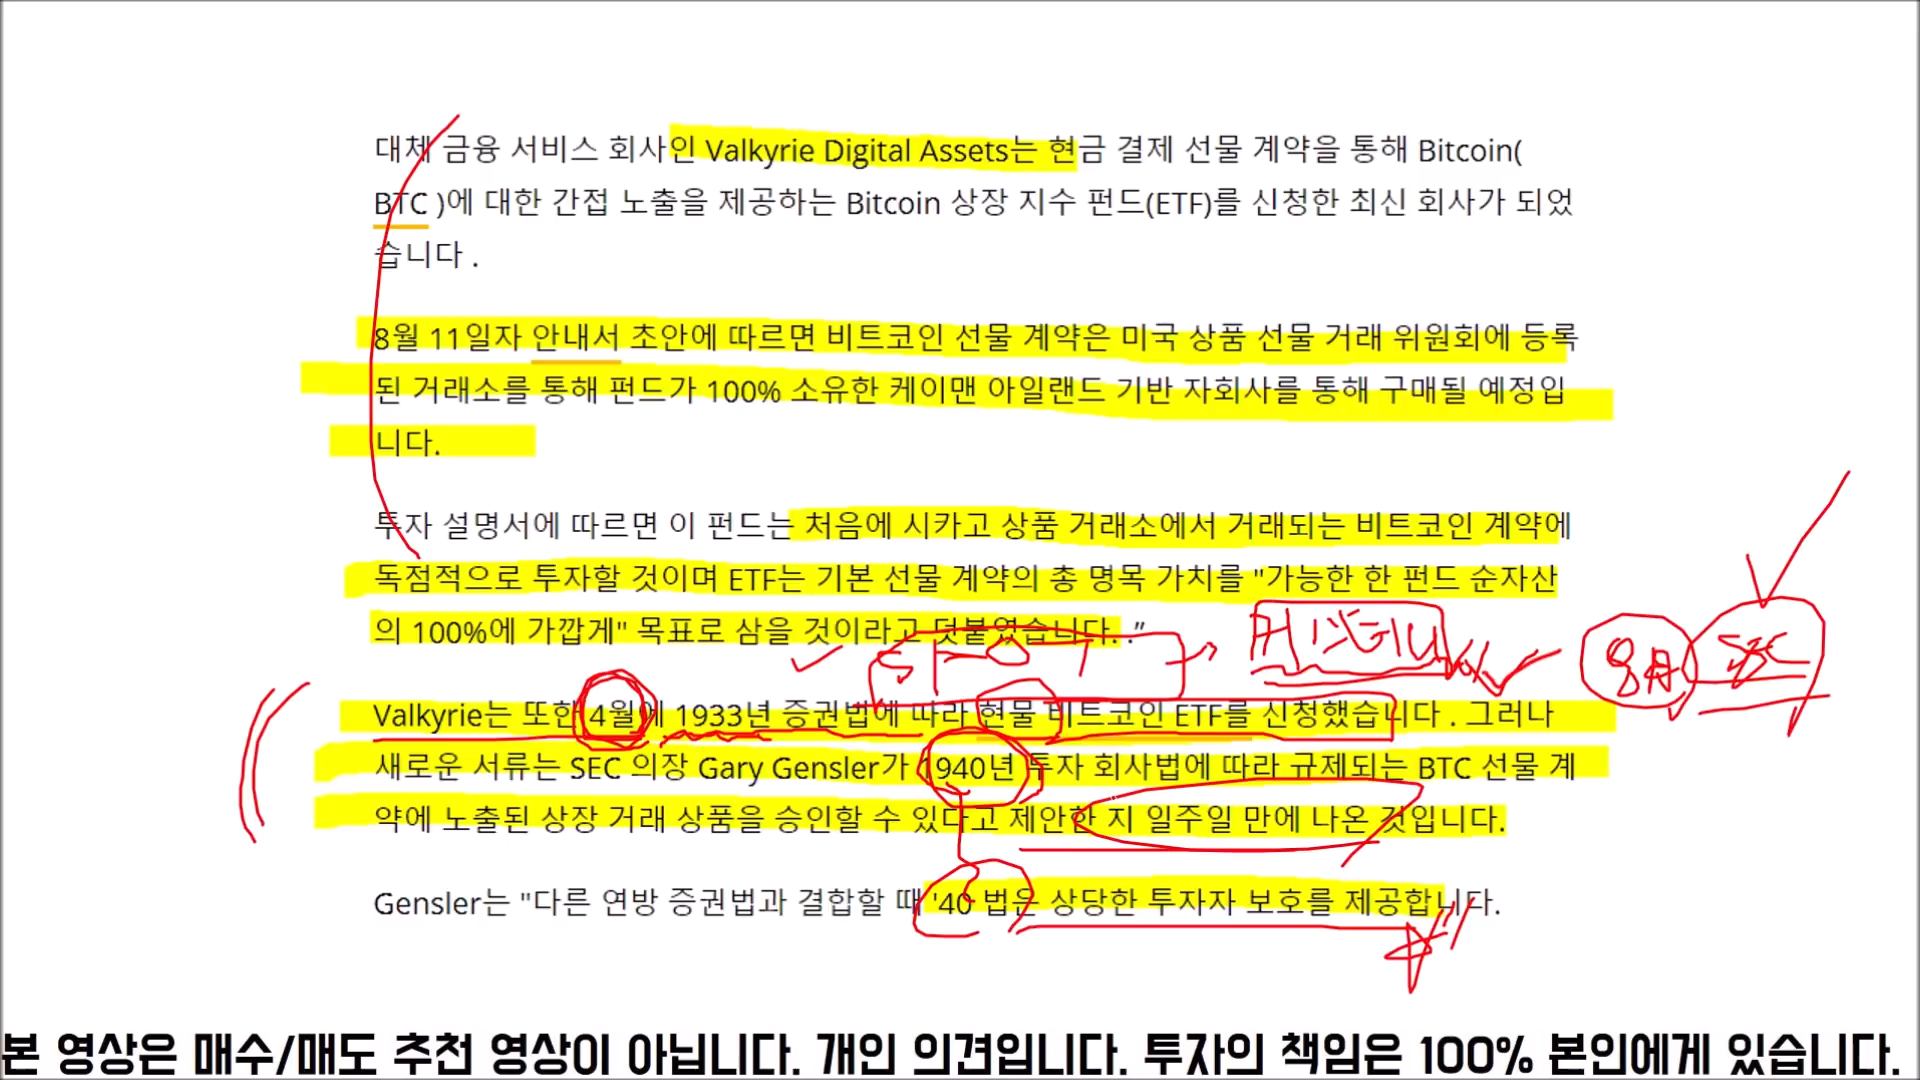 대체 금융 서비스 회사인 Valkyrie Digital Assets는 현금 결제 선물 계약을 통해 Bitcoin(
BTC )에 대한 간접 노출을 제공하는 Bitcoin 상장 지수 펀드(ETF)를 신청한 최신 회사가 되었
습니다 .
8월 11일자 안내서 초안에 따르면 비트코인 선물 계약은 미국 상품 선물 거래 위원회에 등록
된 거래소를 통해 펀드가 100% 소유한 케이맨 아일랜드 기반 자회사를 통해 구매될 예정입
니다.
투자 설명서에 따르면 이 펀드는 처음에 시카고 상품 거래소에서 거래되는 비트코인 계약에
독점적으로 투자할 것이며 ETF는 기본 선물 계약의 총 명목 가치를 "가능한 한 펀드 순자산
의 100%에 가깝게" 목표로 삼을 것이라고 덧붙였습니다. .”
8月 SEC
Valkyrie는 또한 4월에 1933년 증권법에 따라 현물 비트코인 ETF를 신청했습니다 . 그러나
새로운 서류는 SEC 의장 Gary Gensler가 1940년 투자 회사법에 따라 규제되는 BTC 선물 계
약에 노출된 상장 거래 상품을 승인할 수 있다고 제안한 지 일주일 만에 나온 것입니다.
Gensler는 "다른 연방 증권법과 결합할 때 '40 법은 상당한 투자자 보호를 제공합니다.
본 영상은 매수/매도 추천 영상이 아닙니다. 개인 의견입니다. 투자의 책임은 100% 본인에게 있습니다.